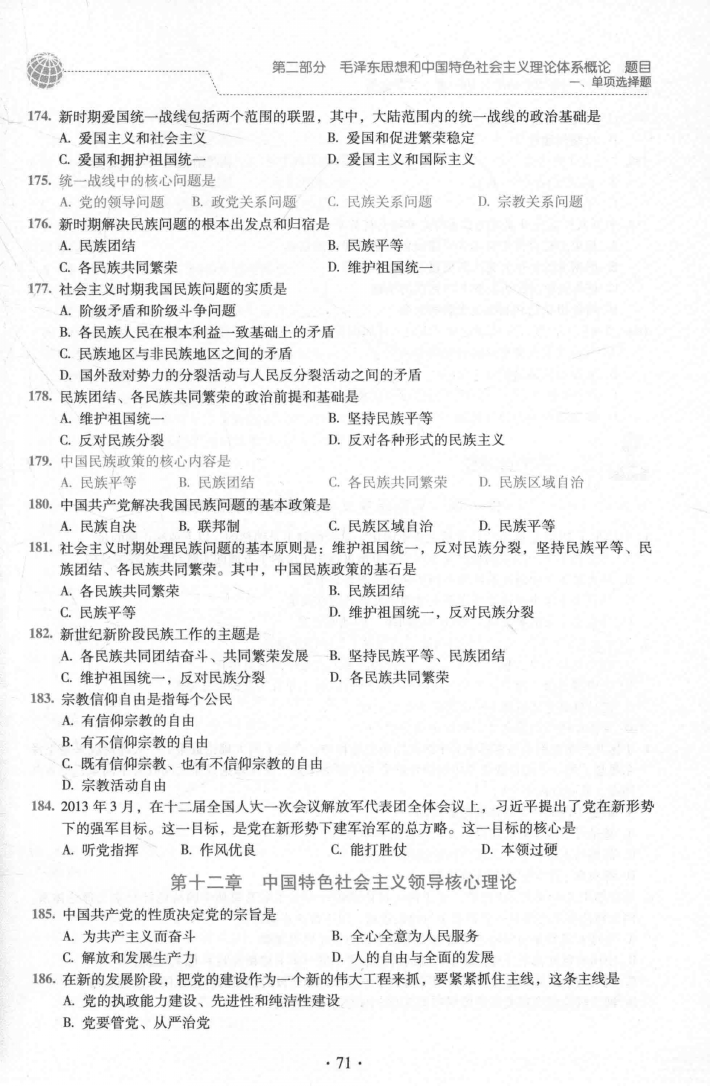 第二部分 毛泽东思想和中国特色社会主义理论体系概论 题目
一、单项选择题
174. 新时期爱国统一战线包括两个范围的联盟，其中，大陆范围内的统一战线的政治基础是
A. 爱国主义和社会主义 B. 爱国和促进繁荣稳定
C. 爱国和拥护祖国统一 D. 爱国主义和国际主义
175. 统一战线中的核心问题是
A. 党的领导问题 B. 政党关系问题 C. 民族关系问题 D. 宗教关系问题
176. 新时期解决民族问题的根本出发点和归宿是
A. 民族团结 B. 民族平等
C. 各民族共同繁荣 D. 维护祖国统一
177. 社会主义时期我国民族问题的实质是
A. 阶级矛盾和阶级斗争问题
B. 各民族人民在根本利益一致基础上的矛盾
C. 民族地区与非民族地区之间的矛盾
D. 国外敌对势力的分裂活动与人民反分裂活动之间的矛盾
178. 民族团结、各民族共同繁荣的政治前提和基础是
A. 维护祖国统一 B. 坚持民族平等
C. 反对民族分裂 D. 反对各种形式的民族主义
179. 中国民族政策的核心内容是
A. 民族平等 B. 民族团结 C. 各民族共同繁荣 D. 民族区域自治
180. 中国共产党解决我国民族问题的基本政策是
A. 民族自决 B. 联邦制 C. 民族区域自治 D. 民族平等
181. 社会主义时期处理民族问题的基本原则是：维护祖国统一，反对民族分裂，坚持民族平等、民
族团结、各民族共同繁荣。其中，中国民族政策的基石是
A. 各民族共同繁荣 B. 民族团结
C. 民族平等 D. 维护祖国统一，反对民族分裂
182. 新世纪新阶段民族工作的主题是
A. 各民族共同团结奋斗、共同繁荣发展 B. 坚持民族平等、民族团结
C. 维护祖国统一，反对民族分裂 D. 各民族共同繁荣
183. 宗教信仰自由是指每个公民
A. 有信仰宗教的自由
B. 有不信仰宗教的自由
C. 既有信仰宗教、也有不信仰宗教的自由
D. 宗教活动自由
184. 2013 年 3 月，在十二届全国人大一次会议解放军代表团全体会议上，习近平提出了党在新形势
下的强军目标。这一目标，是党在新形势下建军治军的总方略。这一目标的核心是
A. 听党指挥 B. 作风优良 C. 能打胜仗 D. 本领过硬
第十二章 中国特色社会主义领导核心理论
185. 中国共产党的性质决定党的宗旨是
A. 为共产主义而奋斗 B. 全心全意为人民服务
C. 解放和发展生产力 D. 人的自由与全面的发展
186. 在新的发展阶段，把党的建设作为一个新的伟大工程来抓，要紧紧抓住主线，这条主线是
A. 党的执政能力建设、先进性和纯洁性建设
B. 党要管党、从严治党
· 71 ·